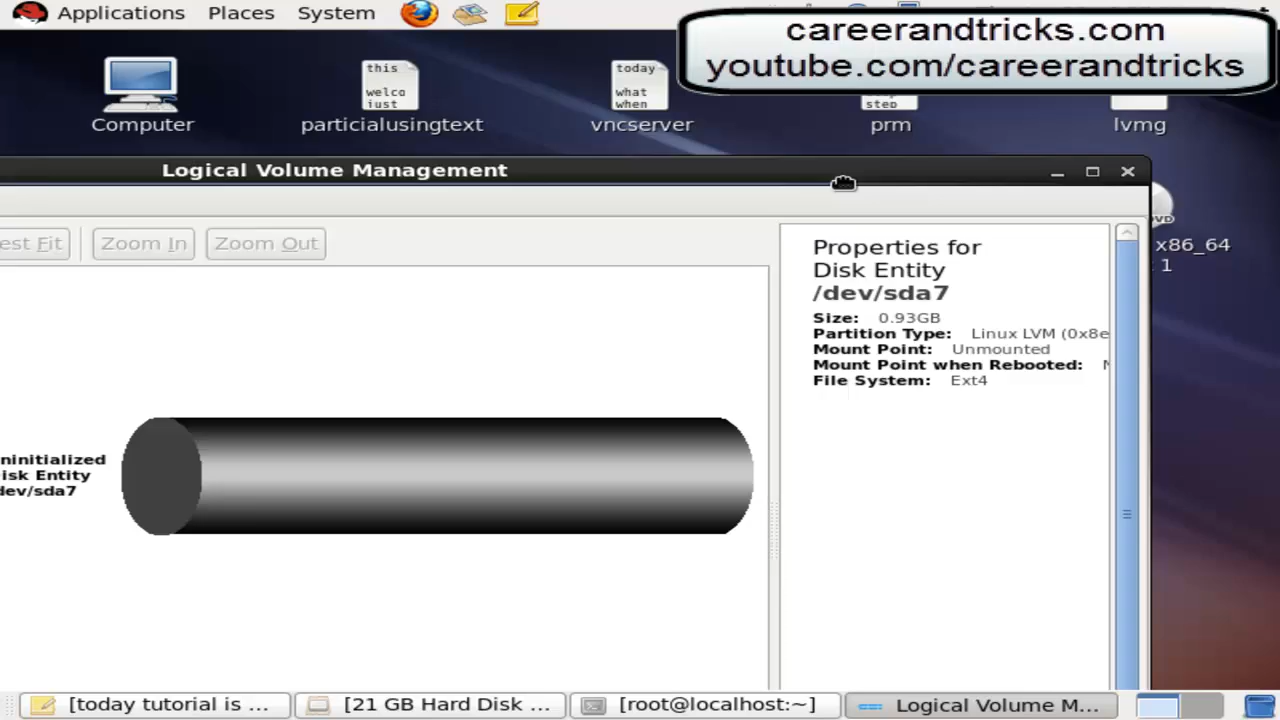 Applications Places System
careerandtricks.com
youtube.com/careerandtricks
this
welco
just
today
what
when
step
Computer
particialusingtext
vncserver
prm
lvmg
Logical Volume Management
x86_64
1
est Fit
Zoom In
Zoom Out
Properties for
Disk Entity
/dev/sda7
Size: 0.93GB
Partition Type: Linux LVM (0x8e
Mount Point: Unmounted
Mount Point when Rebooted:
File System: Ext4
ninitialized
isk Entity
dev/sda7
[today tutorial is ...
[21 GB Hard Disk ...
[root@localhost:~]
Logical Volume M...